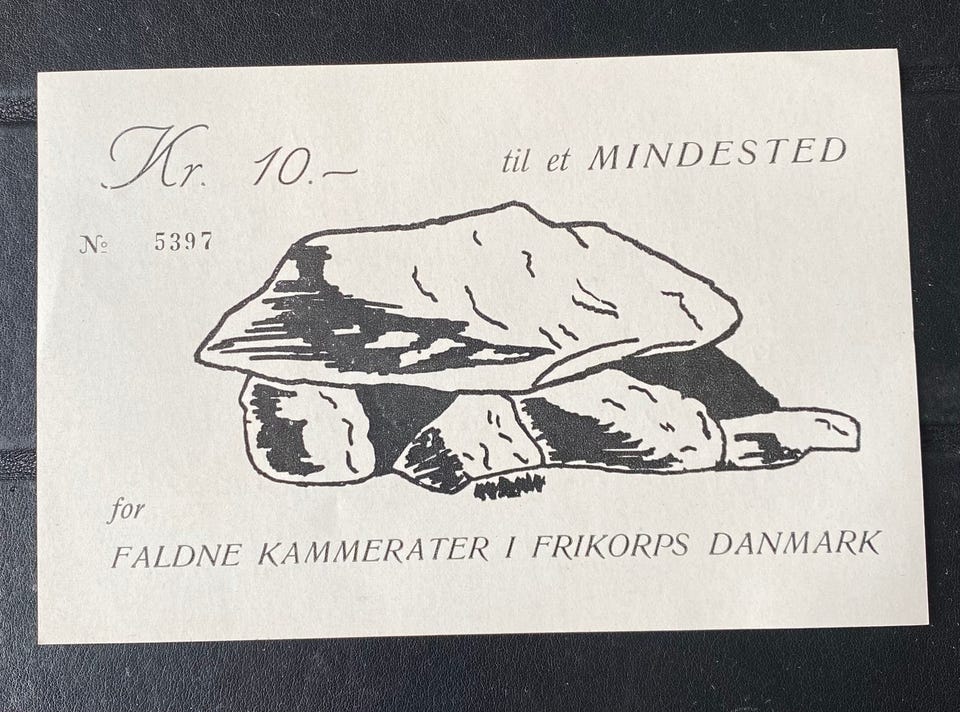 Kr. 10.—
til et MINDESTED
№ 5397
for
FALDNE KAMMERATER I FRIKORPS DANMARK